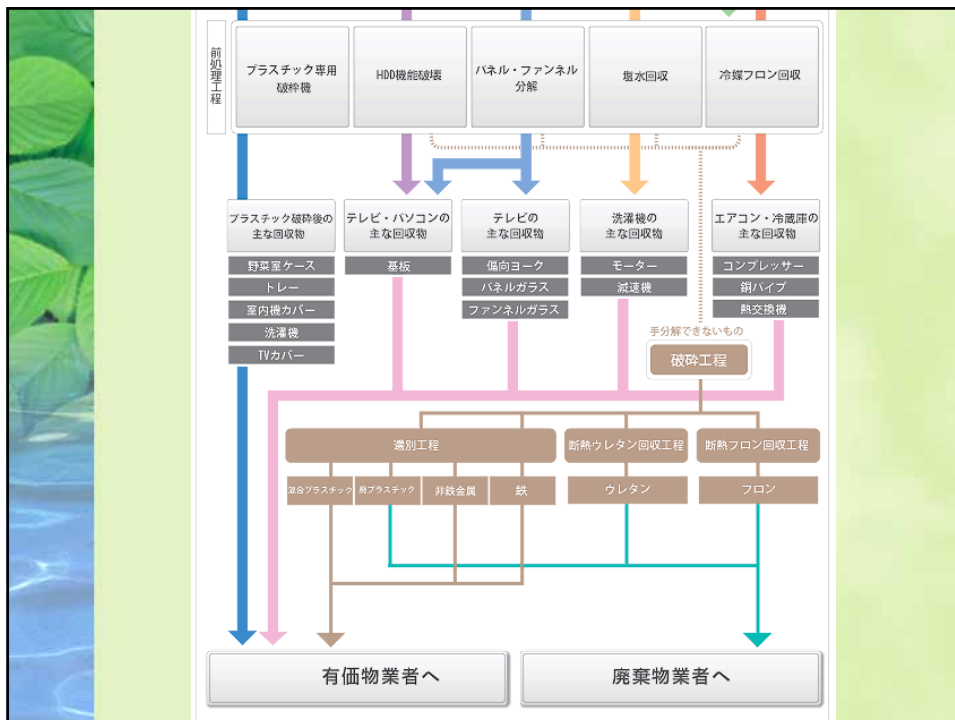 前処理工程
プラスチック専用
破砕機
HDD機能破壊
パネル・ファンネル
分解
塩水回収
冷媒フロン回収
プラスチック破砕後の
主な回収物
テレビ・パソコンの
主な回収物
テレビの
主な回収物
洗濯機の
主な回収物
エアコン・冷蔵庫の
主な回収物
野菜室ケース
トレー
室内機カバー
洗濯機
TVカバー
基板
偏向ヨーク
パネルガラス
ファンネルガラス
モーター
減速機
コンプレッサー
銅パイプ
熱交換機
手分解できないもの
破砕工程
選別工程
断熱ウレタン回収工程
断熱フロン回収工程
混合プラスチック
廃プラスチック
非鉄金属
鉄
ウレタン
フロン
有価物業者へ
廃棄物業者へ